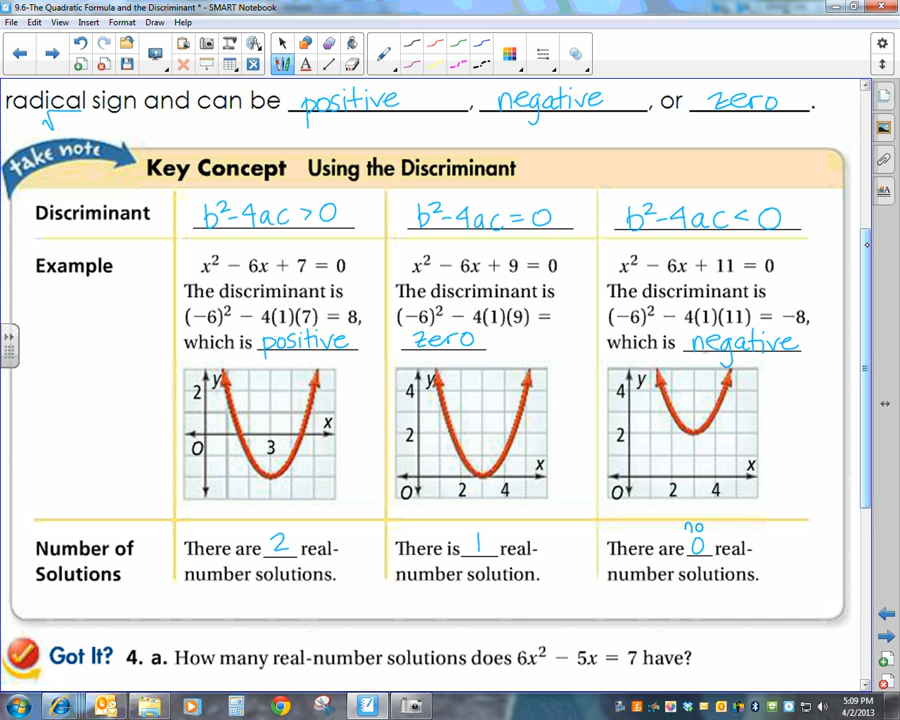 9.6-The Quadratic Formula and the Discriminant * - SMART Notebook
File Edit View Insert Format Draw Help
radical sign and can be positive, negative, or zero.
take note
Key Concept Using the Discriminant
Discriminant b²-4ac > 0 b²-4ac = 0 b²-4ac < 0
Example x² − 6x + 7 = 0 x² − 6x + 9 = 0 x² − 6x + 11 = 0
The discriminant is The discriminant is The discriminant is
(−6)² − 4(1)(7) = 8, (−6)² − 4(1)(9) = (−6)² − 4(1)(11) = −8,
which is positive zero which is negative
2 y 4 y 4 y
x 2 2
O 3 x x
O 2 4 O 2 4
no
Number of There are 2 real- There is 1 real- There are 0 real-
Solutions number solutions. number solution. number solutions.
Got It? 4. a. How many real-number solutions does 6x² − 5x = 7 have?
5:09 PM
4/2/2013